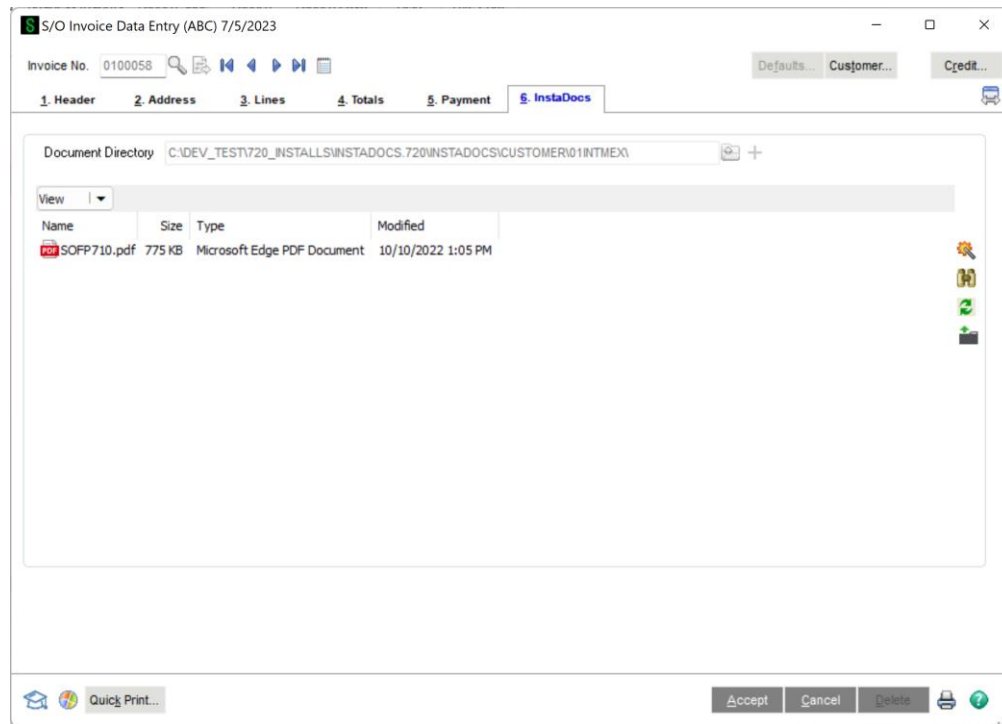 S/O Invoice Data Entry (ABC) 7/5/2023
Invoice No. 0100058 Defaults... Customer... Credit...
1. Header 2. Address 3. Lines 4. Totals 5. Payment 6. InstaDocs
Document Directory C:\DEV_TEST\720_INSTALLS\INSTADOCS.720\INSTADOCS\CUSTOMER\01INTMEX\
View
Name Size Type Modified
PDF SOFP710.pdf 775 KB Microsoft Edge PDF Document 10/10/2022 1:05 PM
Quick Print... Accept Cancel Delete